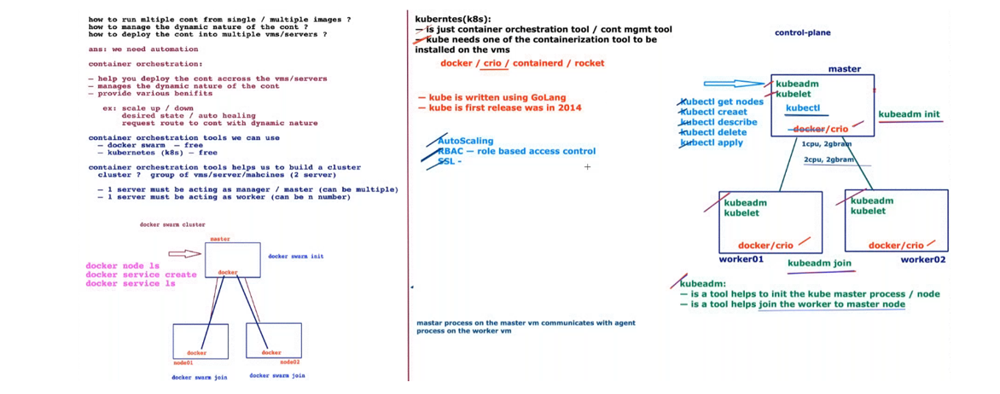 how to run mltiple cont from single / multiple images ?
how to manage the dynamic nature of the cont ?
how to deploy the cont into multiple vms/servers ?
ans: we need automation
container orchestration:
— help you deploy the cont accross the vms/servers
— manages the dynamic nature of the cont
— provide various benifits
ex: scale up / down
desired state / auto healing
request route to cont with dynamic nature
container orchestration tools we can use
— docker swarm — free
— kubernetes (k8s) — free
container orchestration tools helps us to build a cluster
cluster ? group of vms/server/mahcines (2 server)
— 1 server must be acting as manager / master (can be multiple)
— 1 server must be acting as worker (can be n number)
docker swarm cluster
master
docker swarm init
docker
docker node ls
docker service create
docker service ls
docker
docker
node01
node02
docker swarm join
docker swarm join
kuberntes(k8s):
— is just container orchestration tool / cont mgmt tool
— kube needs one of the containerization tool to be
installed on the vms
docker / crio / containerd / rocket
— kube is written using GoLang
— kube is first release was in 2014
AutoScaling
RBAC — role based access control
SSL -
mastar process on the master vm communicates with agent
process on the worker vm
control-plane
master
kubeadm
kubelet
kubectl
docker/crio
kubeadm init
kubectl get nodes
kubectl creaet
kubectl describe
kubectl delete
kubectl apply
1cpu, 2gbram
2cpu, 2gbram
kubeadm
kubelet
docker/crio
worker01
kubeadm
kubelet
docker/crio
worker02
kubeadm join
kubeadm:
— is a tool helps to init the kube master process / node
— is a tool helps join the worker to master node